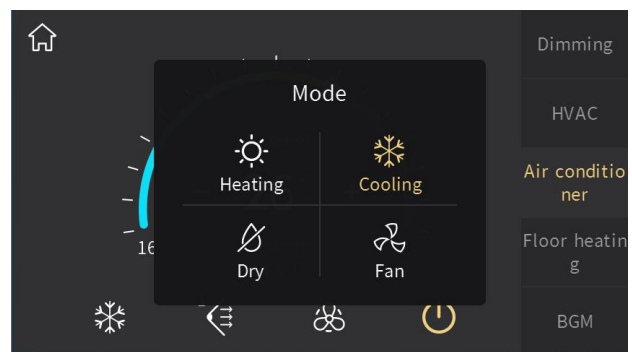 Mode
Heating
Cooling
Dry
Fan
16
Dimming
HVAC
Air conditio
ner
Floor heatin
g
BGM